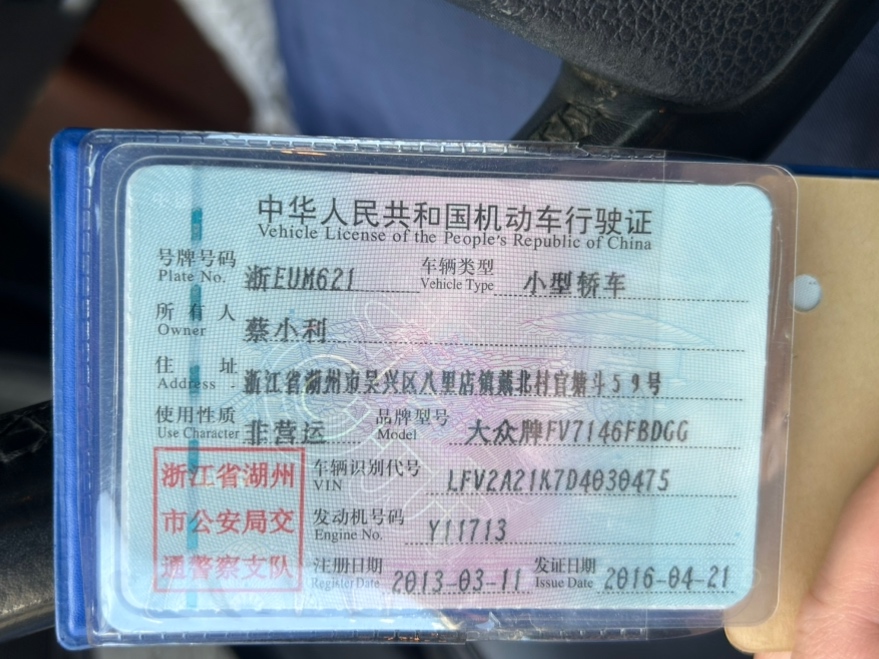 中华人民共和国机动车行驶证
Vehicle License of the People's Republic of China
号牌号码 浙EUM621 车辆类型 小型轿车
Plate No. Vehicle Type
所有人 蔡小利
Owner
住址 浙江省湖州市吴兴区八里店镇戴北村官塘斗59号
Address
使用性质 非营运 品牌型号 大众牌FV7146FBDGG
Use Character Model
浙江省湖州
市公安局交
通警察支队
车辆识别代号 LFV2A21K7D4030475
VIN
发动机号码 Y11713
Engine No.
注册日期 2013-03-11 发证日期 2016-04-21
Register Date Issue Date